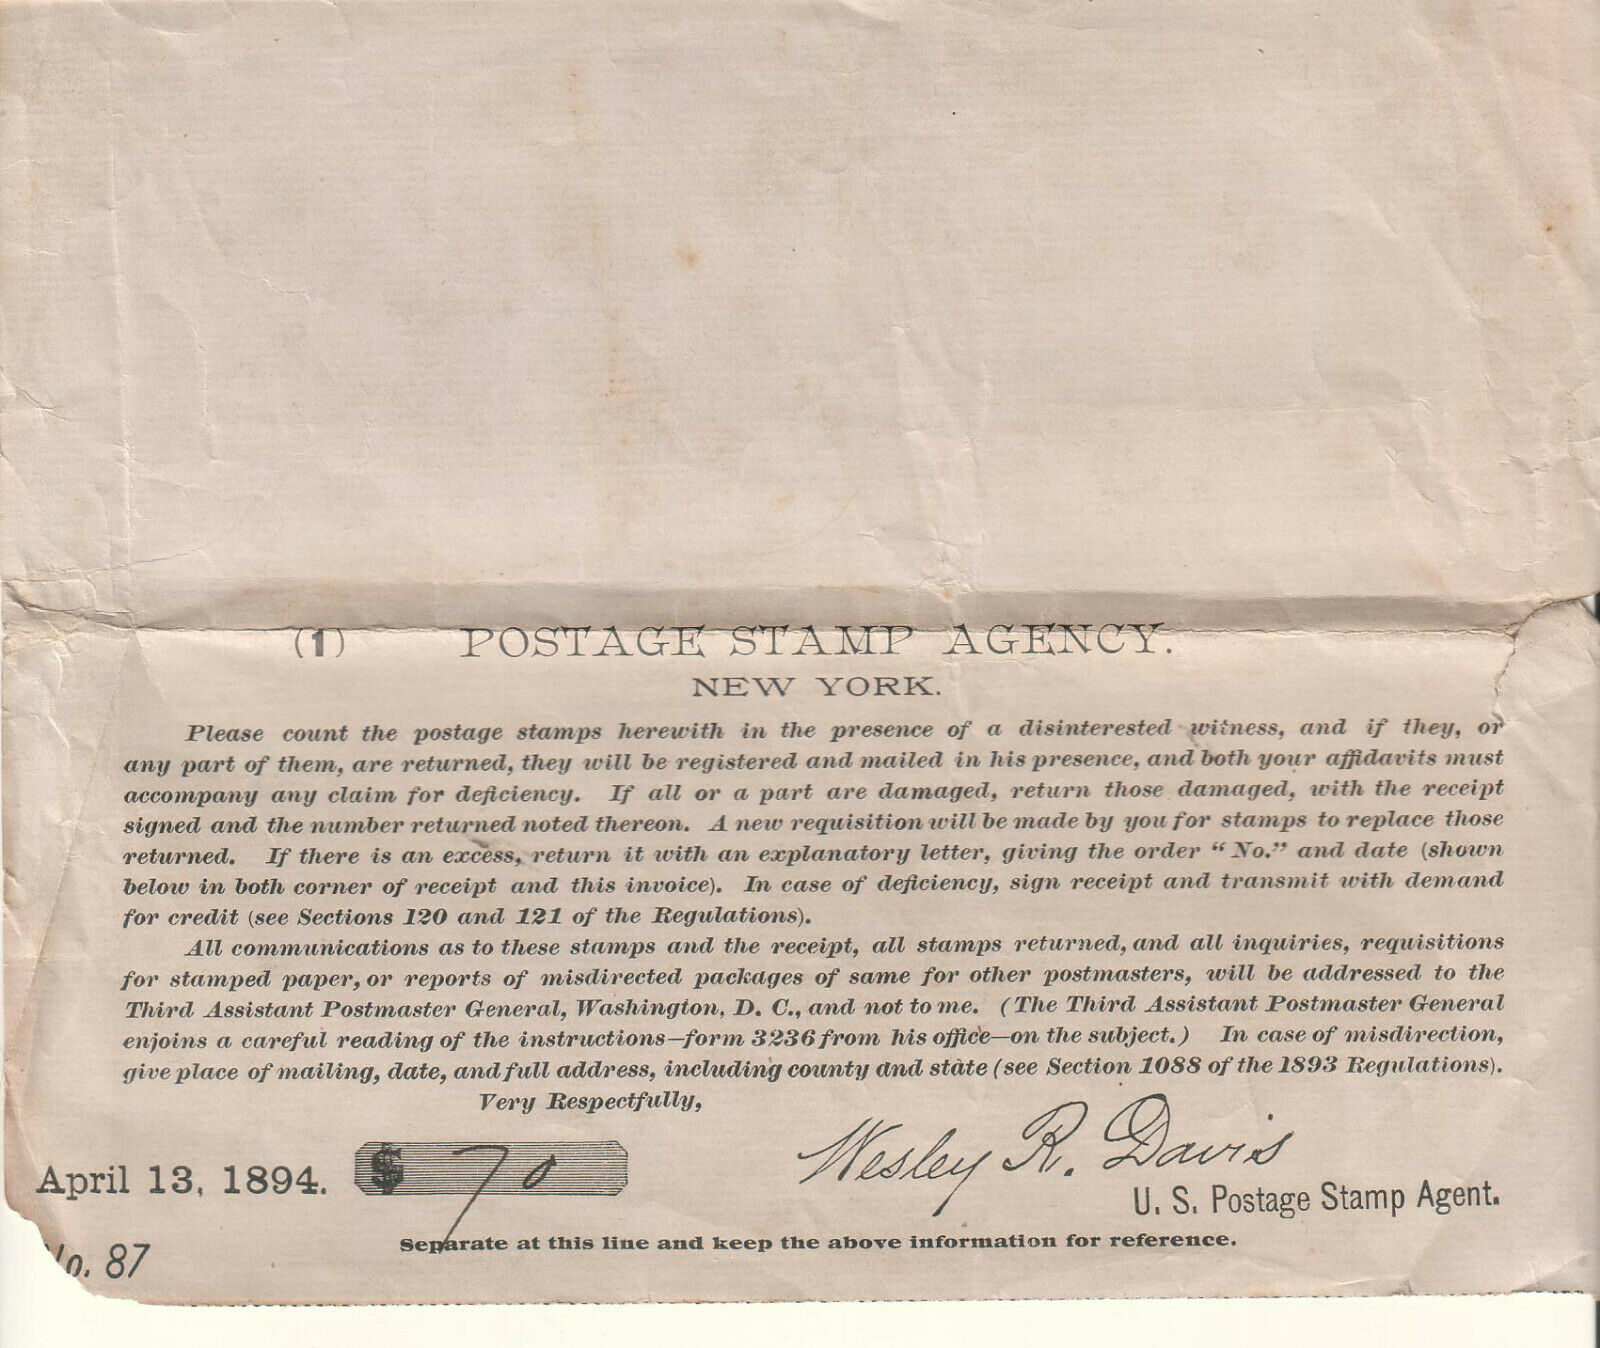 (1) POSTAGE STAMP AGENCY.
NEW YORK.
Please count the postage stamps herewith in the presence of a disinterested witness, and if they, or
any part of them, are returned, they will be registered and mailed in his presence, and both your affidavits must
accompany any claim for deficiency. If all or a part are damaged, return those damaged, with the receipt
signed and the number returned noted thereon. A new requisition will be made by you for stamps to replace those
returned. If there is an excess, return it with an explanatory letter, giving the order "No." and date (shown
below in both corner of receipt and this invoice). In case of deficiency, sign receipt and transmit with demand
for credit (see Sections 120 and 121 of the Regulations).
All communications as to these stamps and the receipt, all stamps returned, and all inquiries, requisitions
for stamped paper, or reports of misdirected packages of same for other postmasters, will be addressed to the
Third Assistant Postmaster General, Washington, D. C., and not to me. (The Third Assistant Postmaster General
enjoins a careful reading of the instructions—form 3236 from his office—on the subject.) In case of misdirection,
give place of mailing, date, and full address, including county and state (see Section 1088 of the 1893 Regulations).
Very Respectfully,
Wesley R. Davis
April 13, 1894. $ 70
U. S. Postage Stamp Agent.
Separate at this line and keep the above information for reference.
No. 87